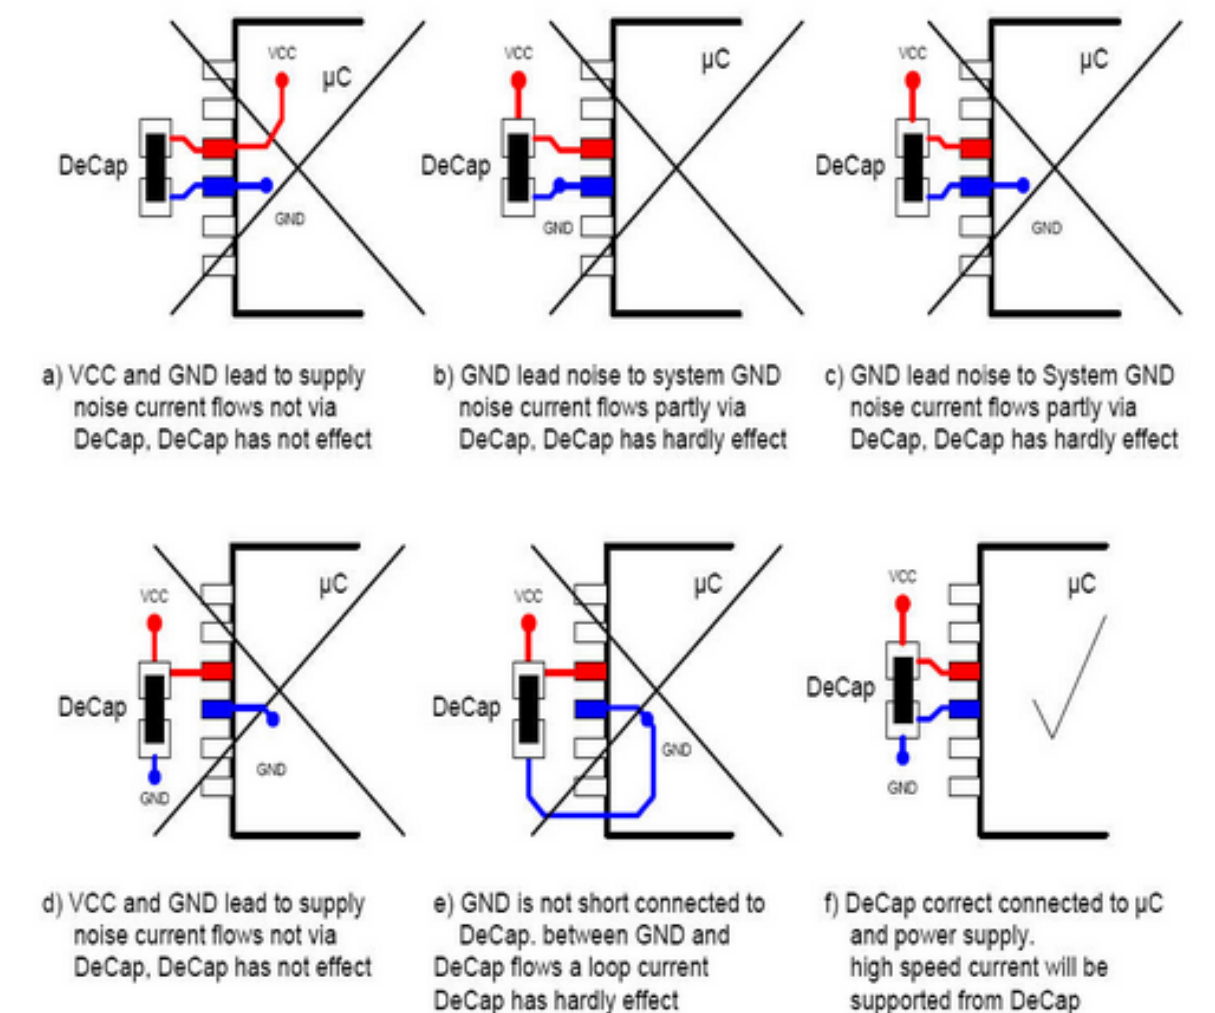 VCC
µC
DeCap
GND
VCC
µC
DeCap
GND
VCC
µC
DeCap
GND
a) VCC and GND lead to supply
noise current flows not via
DeCap, DeCap has not effect
b) GND lead noise to system GND
noise current flows partly via
DeCap, DeCap has hardly effect
c) GND lead noise to System GND
noise current flows partly via
DeCap, DeCap has hardly effect
VCC
µC
DeCap
GND
GND
VCC
µC
DeCap
GND
VCC
µC
DeCap
GND
d) VCC and GND lead to supply
noise current flows not via
DeCap, DeCap has not effect
e) GND is not short connected to
DeCap. between GND and
DeCap flows a loop current
DeCap has hardly effect
f) DeCap correct connected to µC
and power supply.
high speed current will be
supported from DeCap